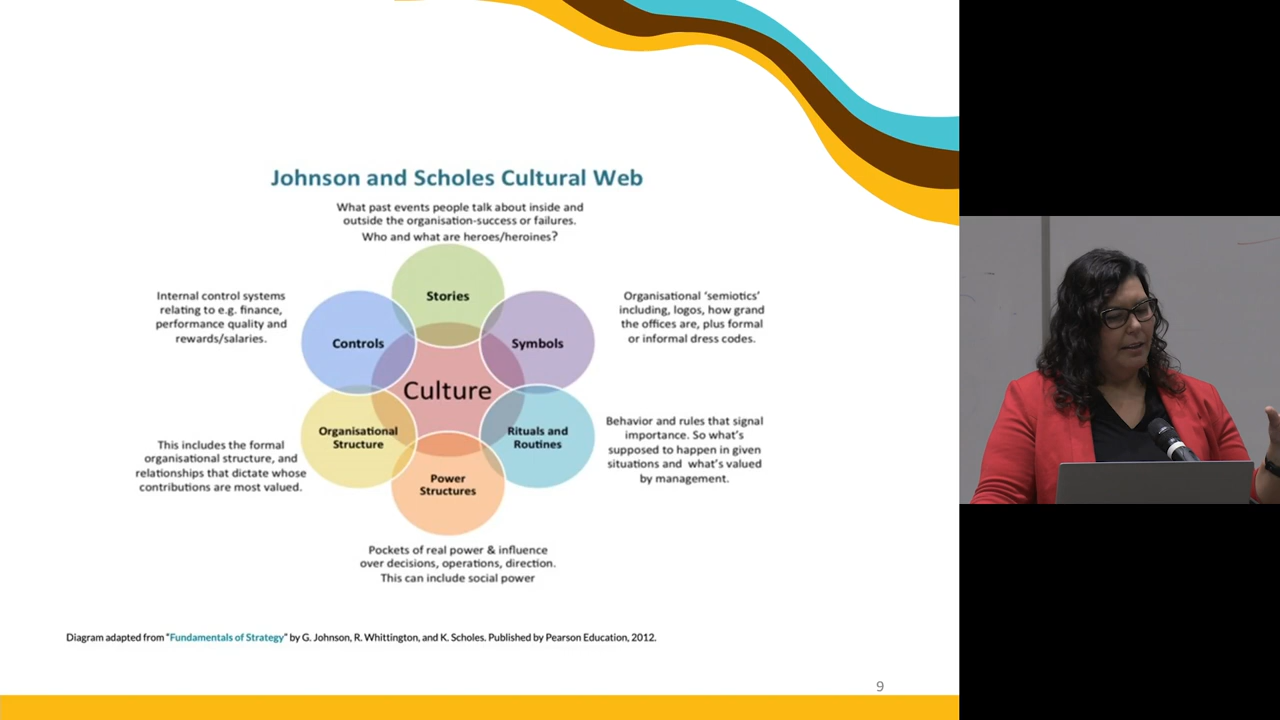 Johnson and Scholes Cultural Web
What past events people talk about inside and
outside the organisation-success or failures.
Who and what are heroes/heroines?
Stories
Internal control systems
relating to e.g. finance,
performance quality and
rewards/salaries.
Controls
Symbols
Organisational ‘semiotics’
including, logos, how grand
the offices are, plus formal
or informal dress codes.
Culture
Organisational
Structure
Rituals and
Routines
Behavior and rules that signal
importance. So what’s
supposed to happen in given
situations and what’s valued
by management.
This includes the formal
organisational structure, and
relationships that dictate whose
contributions are most valued.
Power
Structures
Pockets of real power & influence
over decisions, operations, direction.
This can include social power
Diagram adapted from “Fundamentals of Strategy” by G. Johnson, R. Whittington, and K. Scholes. Published by Pearson Education, 2012.
9